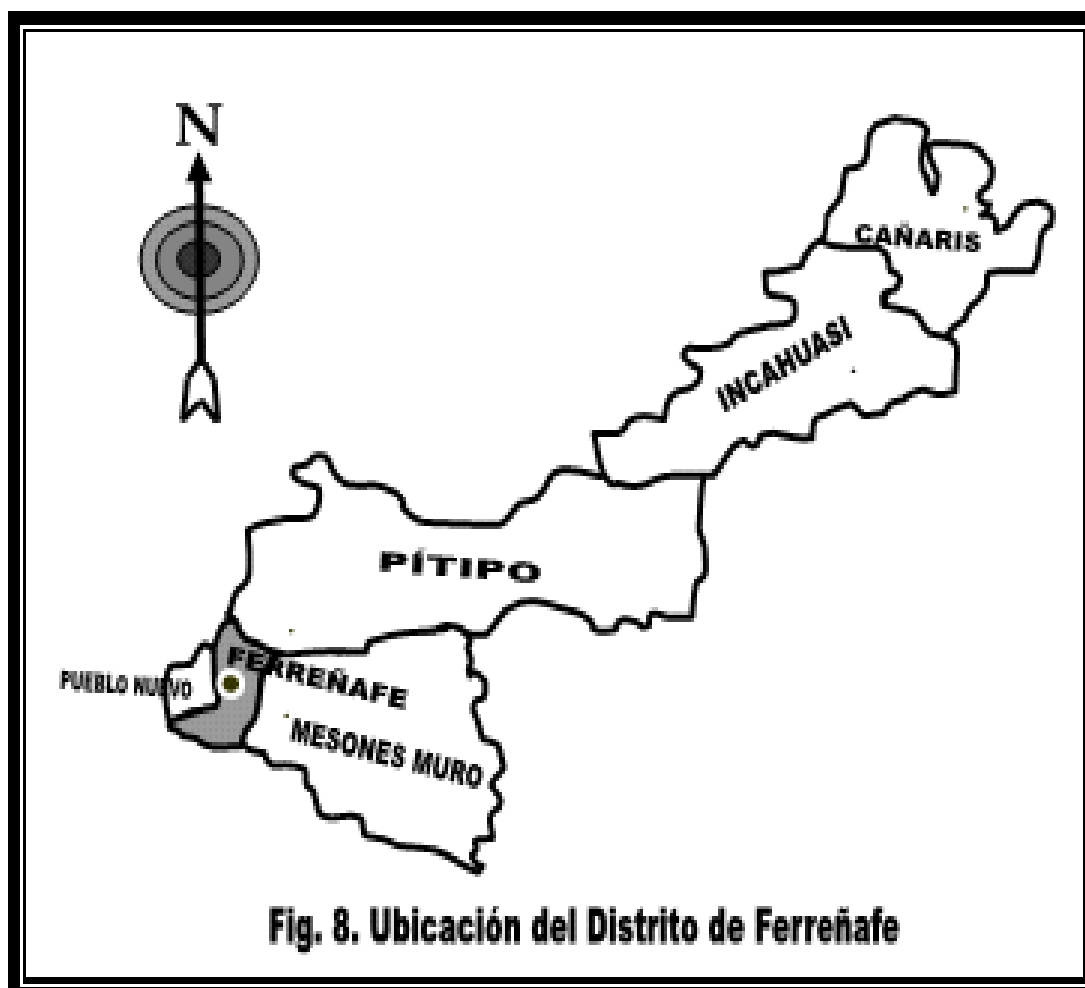 N
CAÑARIS
INCAHUASI
PÍTIPO
FERREÑAFE
PUEBLO NUEVO
MESONES MURO
Fig. 8. Ubicación del Distrito de Ferreñafe